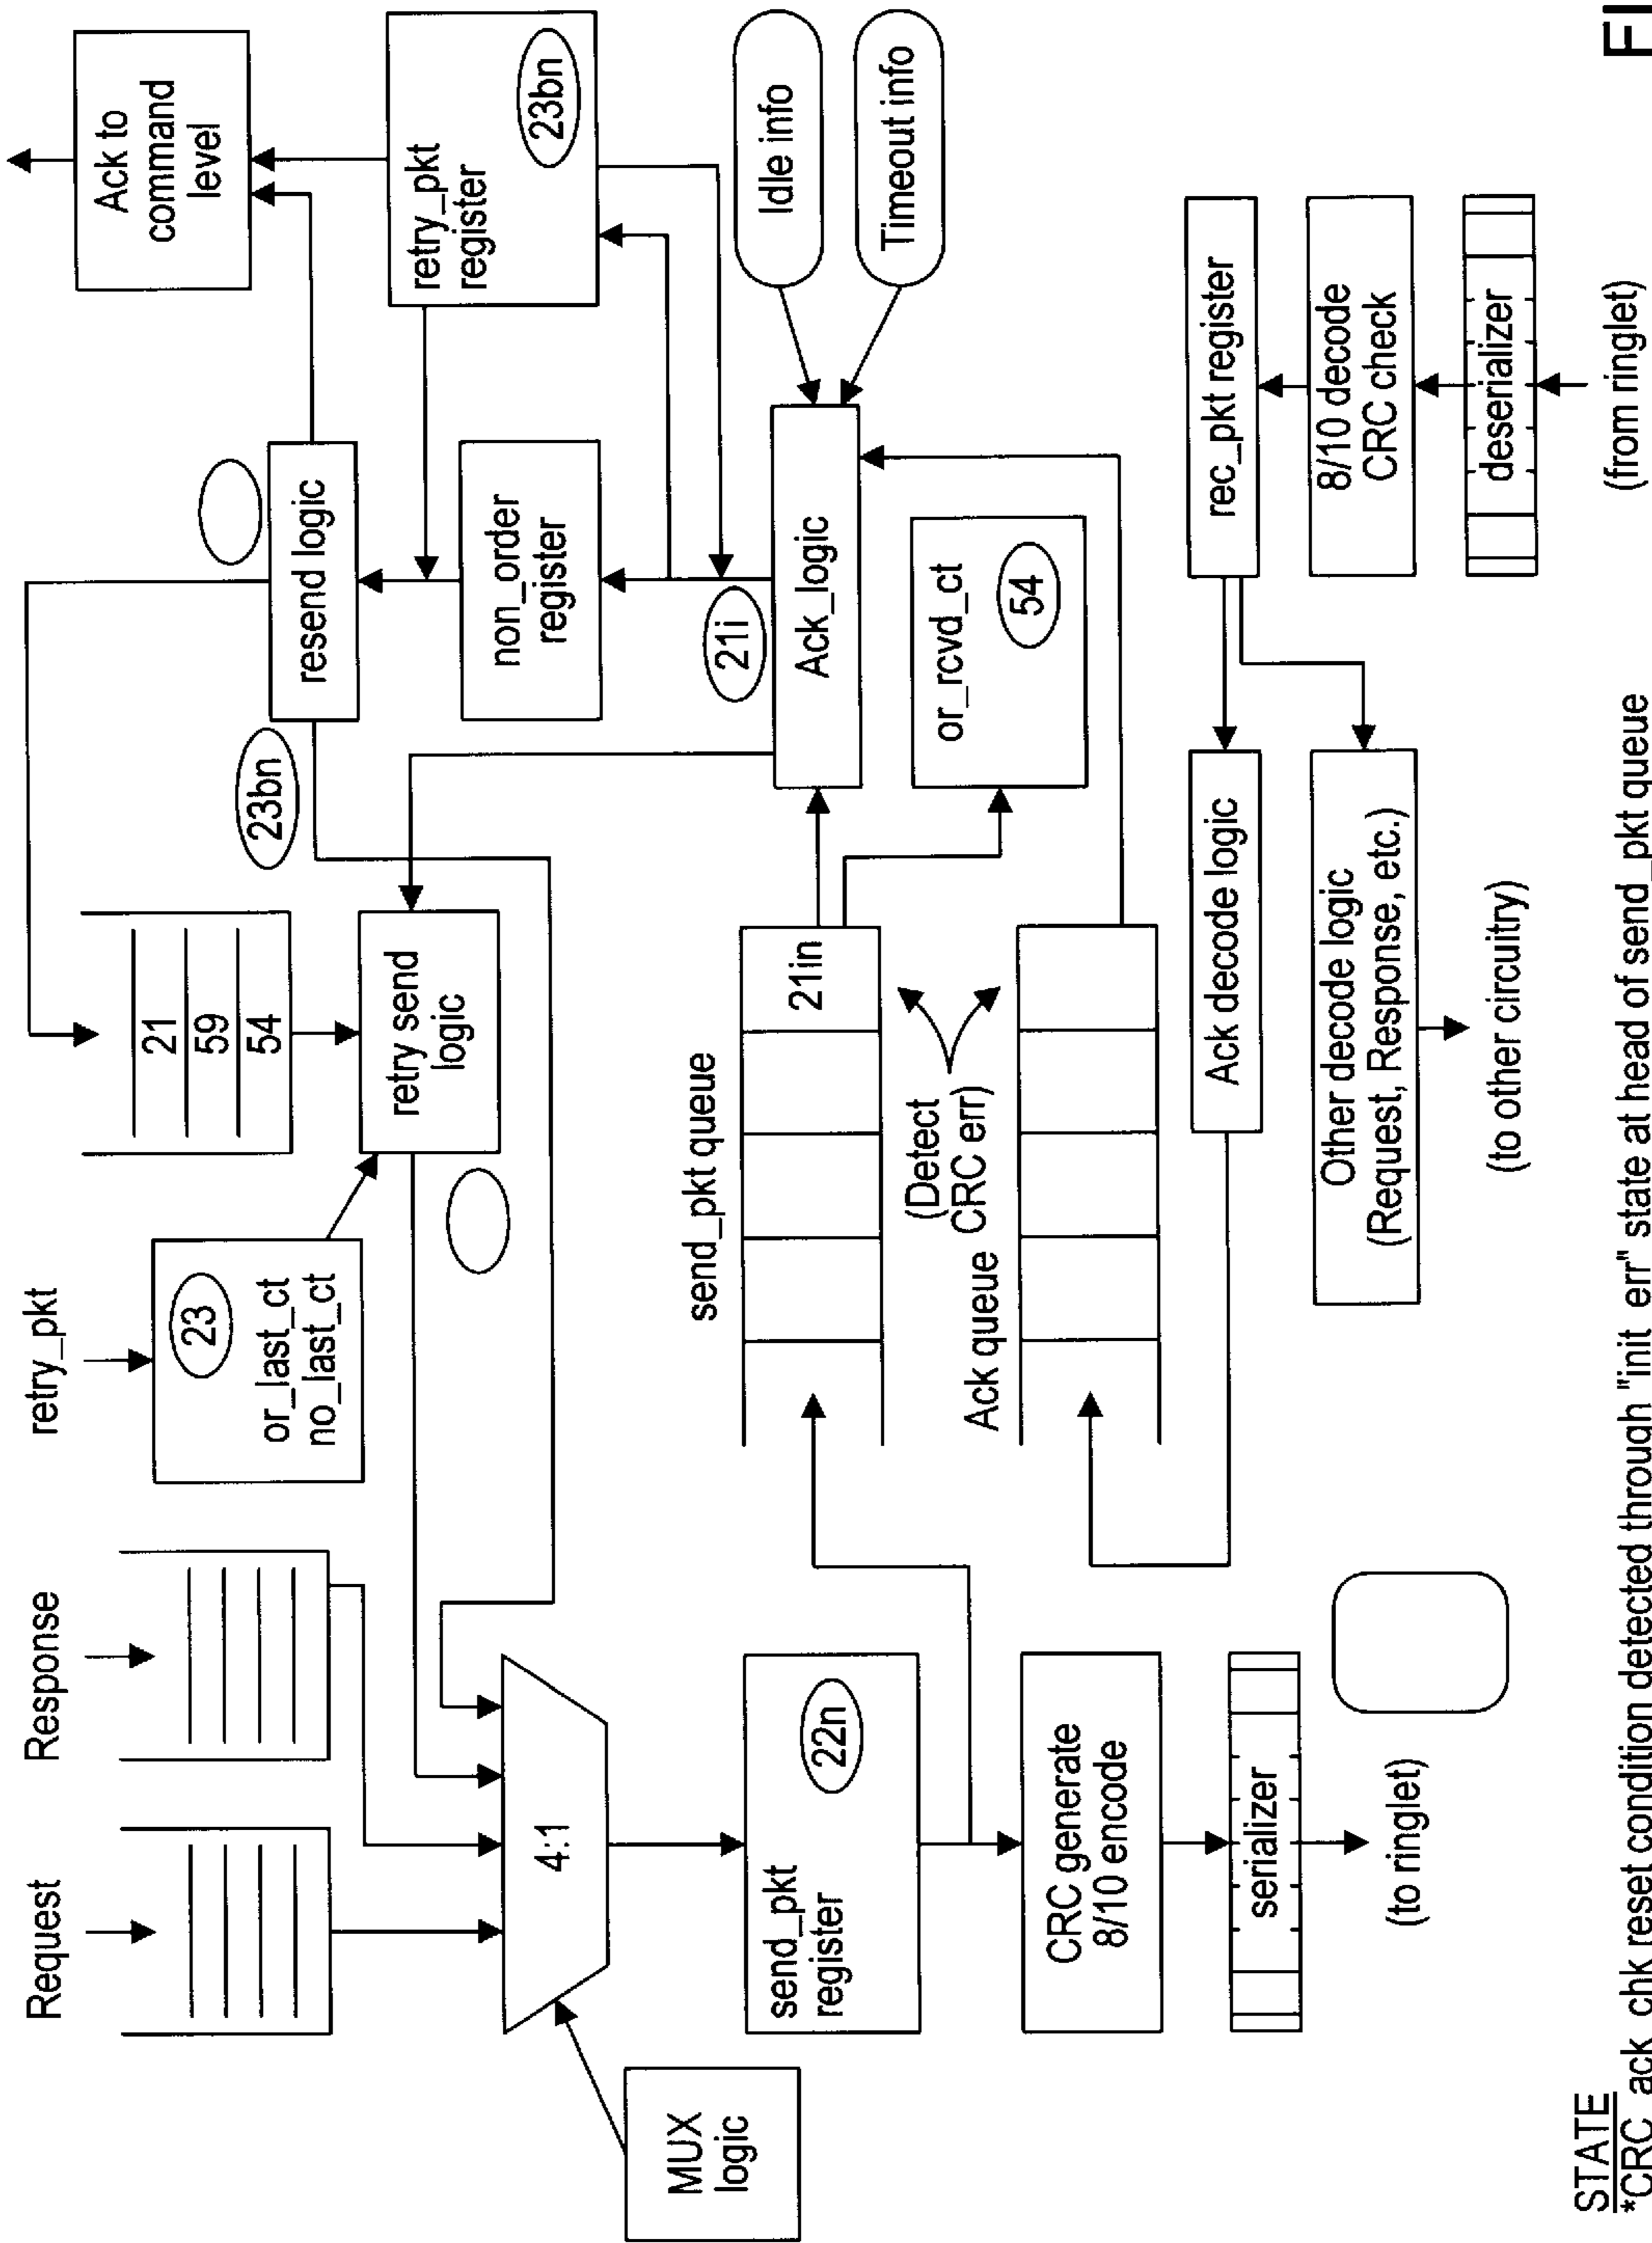 Request
Response
retry_pkt
23
or_last_ct
no_last_ct
21
59
54
retry send
logic
23bn
resend logic
Ack to
command
level
retry_pkt
register
23bn
non_order
register
21i
Ack_logic
Idle info
Timeout info
MUX
logic
4:1
send_pkt
register
22n
send_pkt queue
21in
or_rcvd_ct
54
(Detect
CRC err)
Ack queue
CRC generate
8/10 encode
serializer
(to ringlet)
Ack decode logic
Other decode logic
(Request, Response, etc.)
(to other circuitry)
rec_pkt register
8/10 decode
CRC check
deserializer
(from ringlet)
STATE
*CRC_ack_chk reset condition detected through "init_err" state at head of send_pkt queue